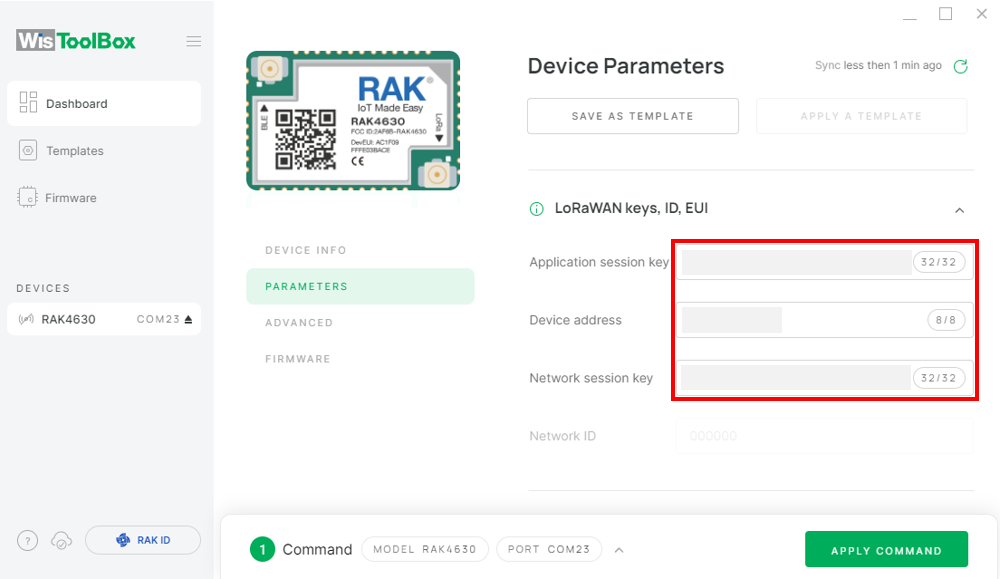 WisToolBox
Dashboard
Templates
Firmware
DEVICES
RAK4630 COM23
? RAK ID
RAK®
IoT Made Easy
RAK4630
FCC ID:2AF6B-RAK4630
DevEUI: AC1F09
FFFE03BACE
BLE
LoRa
CE
DEVICE INFO
PARAMETERS
ADVANCED
FIRMWARE
Device Parameters
Sync less then 1 min ago
SAVE AS TEMPLATE
APPLY A TEMPLATE
LoRaWAN keys, ID, EUI
Application session key 32/32
Device address 8/8
Network session key 32/32
Network ID 000000
1 Command MODEL RAK4630 PORT COM23
APPLY COMMAND